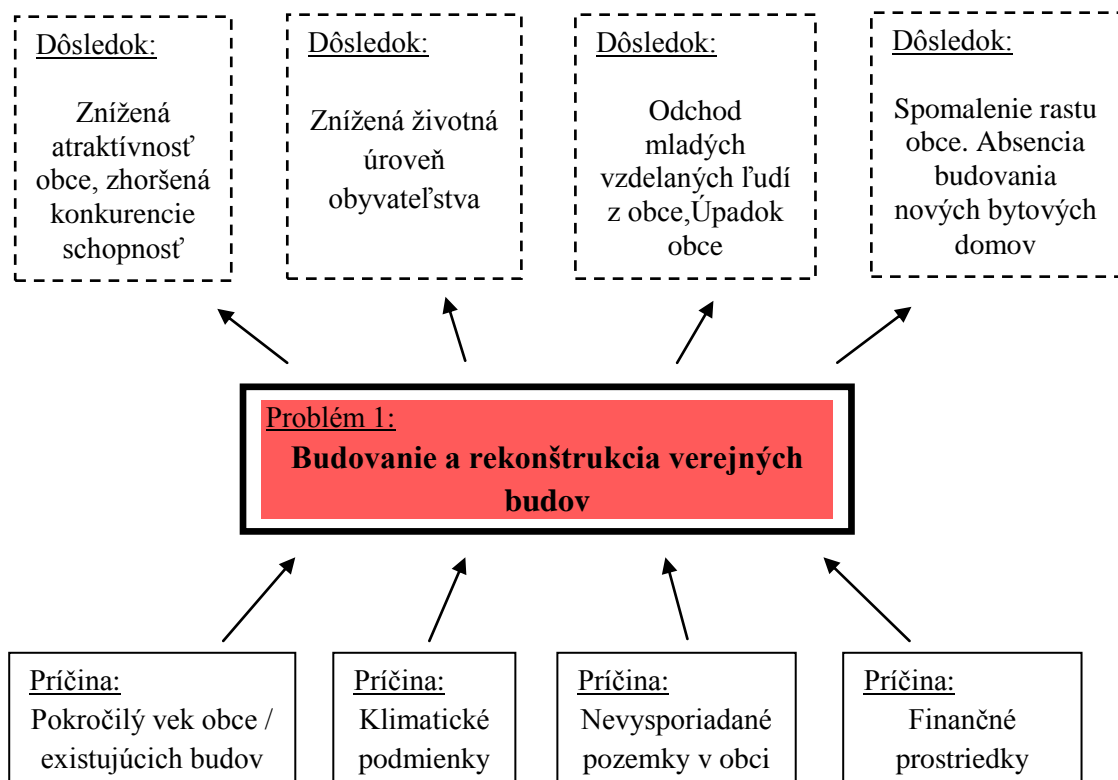 Dôsledok:
Znížená
atraktívnosť
obce, zhoršená
konkurencie
schopnosť
Dôsledok:
Znížená životná
úroveň
obyvateľstva
Dôsledok:
Odchod
mladých
vzdelaných ľudí
z obce,Úpadok
obce
Dôsledok:
Spomalenie rastu
obce. Absencia
budovania
nových bytových
domov
Problém 1:
Budovanie a rekonštrukcia verejných
budov
Príčina:
Pokročilý vek obce /
existujúcich budov
Príčina:
Klimatické
podmienky
Príčina:
Nevysporiadané
pozemky v obci
Príčina:
Finančné
prostriedky